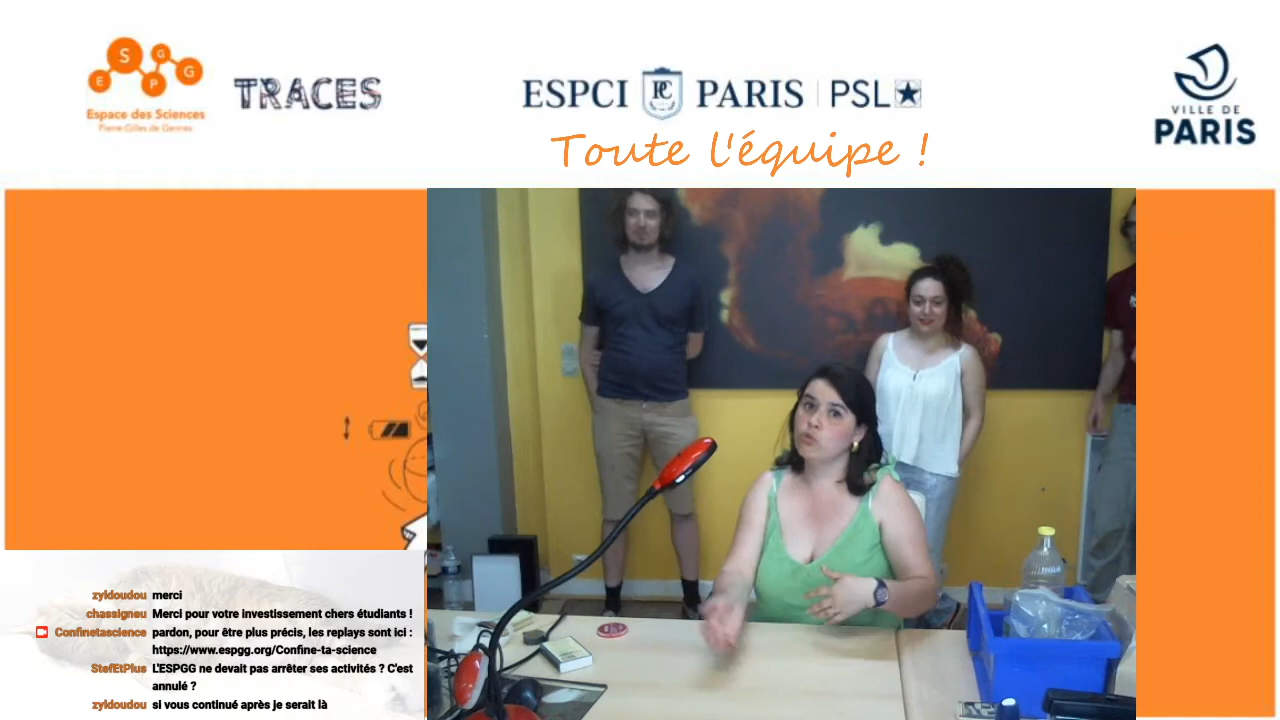 E S P G G
Espace des Sciences
Pierre-Gilles de Gennes
TRACES
ESPCI PC PARIS PSL
VILLE DE
PARIS
Toute l'équipe !
zyldoudou merci
chassigneu Merci pour votre investissement chers étudiants !
Confinetascience pardon, pour être plus précis, les replays sont ici :
https://www.espgg.org/Confine-ta-science
StefEtPlus L'ESPGG ne devait pas arrêter ses activités ? C'est
annulé ?
zyldoudou si vous continué après je serait là